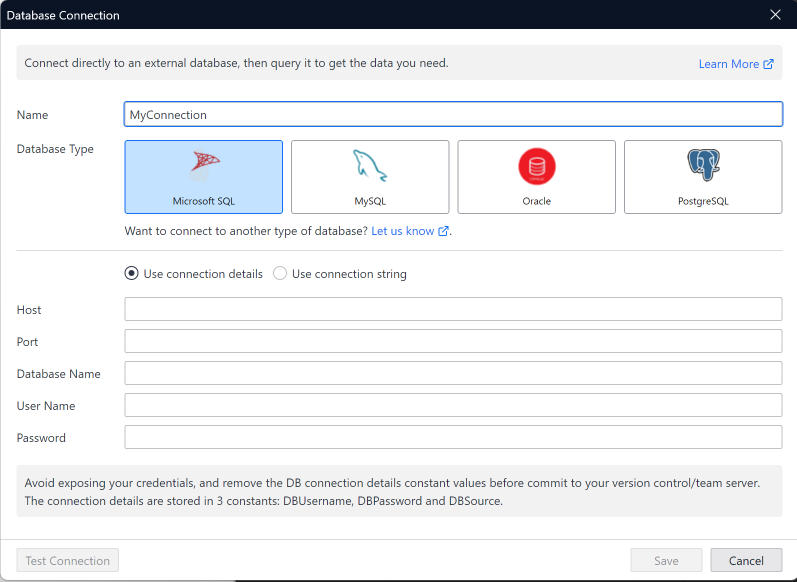 Database Connection
Connect directly to an external database, then query it to get the data you need.
Learn More
Name
MyConnection
Database Type
Microsoft SQL
MySQL
Oracle
PostgreSQL
Want to connect to another type of database? Let us know.
Use connection details
Use connection string
Host
Port
Database Name
User Name
Password
Avoid exposing your credentials, and remove the DB connection details constant values before commit to your version control/team server.
The connection details are stored in 3 constants: DBUsername, DBPassword and DBSource.
Test Connection
Save
Cancel